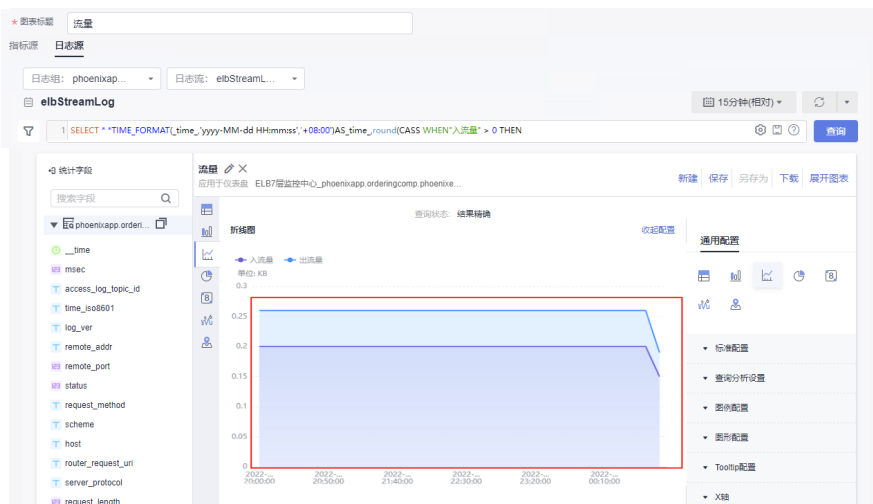 * 图表标题 流量
指标源 日志源
日志组: phoenixap... 日志流: elbStreamL...
elbStreamLog 15分钟(相对)
1 SELECT * *TIME_FORMAT(_time_,'yyyy-MM-dd HH:mm:ss','+08:00')AS_time_,round(CASS WHEN"入流量" > 0 THEN 查询
统计字段
搜索字段
phoenixapp.orderi...
__time
msec
access_log_topic_id
time_iso8601
log_ver
remote_addr
remote_port
status
request_method
scheme
host
router_request_uri
server_protocol
request_length
流量
应用于仪表盘 ELB7层监控中心_phoenixapp.orderingcomp.phoenixe...
新建 保存 另存为 下载 展开图表
查询状态: 结果精确
折线图 收起配置
入流量 出流量
单位: KB
0.3
0.25
0.2
0.15
0.1
0.05
0
2022-... 2022-... 2022-... 2022-... 2022-... 2022-...
20:00:00 20:50:00 21:40:00 22:30:00 23:20:00 00:10:00
通用配置
标准配置
查询分析设置
图例配置
图形配置
Tooltip配置
X轴